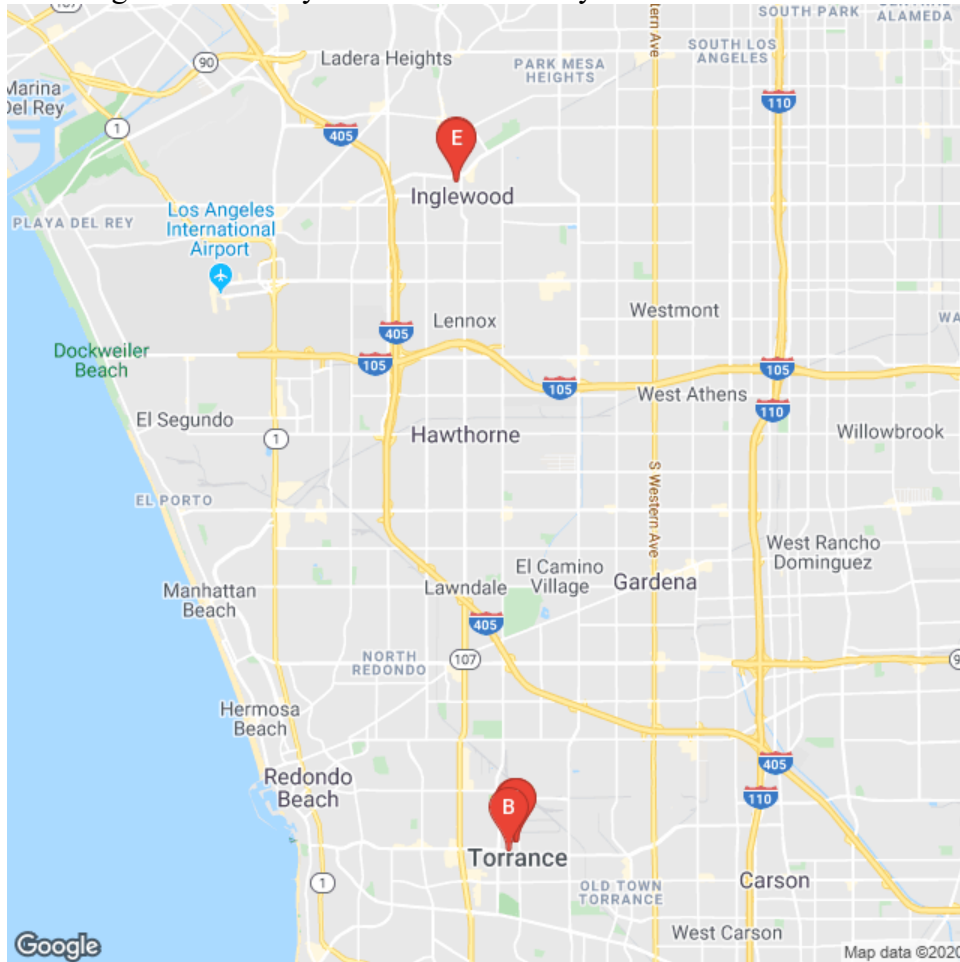 SOUTH PARK
ALAMEDA
Ladera Heights
90
PARK MESA
HEIGHTS
SOUTH LOS
ANGELES
Marina
Del Rey
1
405
110
E
Inglewood
PLAYA DEL REY
Los Angeles
International
Airport
Westmont
Lennox
405
Dockweiler
Beach
105
105
105
West Athens
110
El Segundo
1
Hawthorne
Willowbrook
S Western Ave
EL PORTO
West Rancho
Dominguez
El Camino
Village
Gardena
Manhattan
Beach
Lawndale
405
NORTH
REDONDO
107
Hermosa
Beach
Redondo
Beach
405
110
B
Torrance
OLD TOWN
TORRANCE
Carson
1
West Carson
Google
Map data ©2020